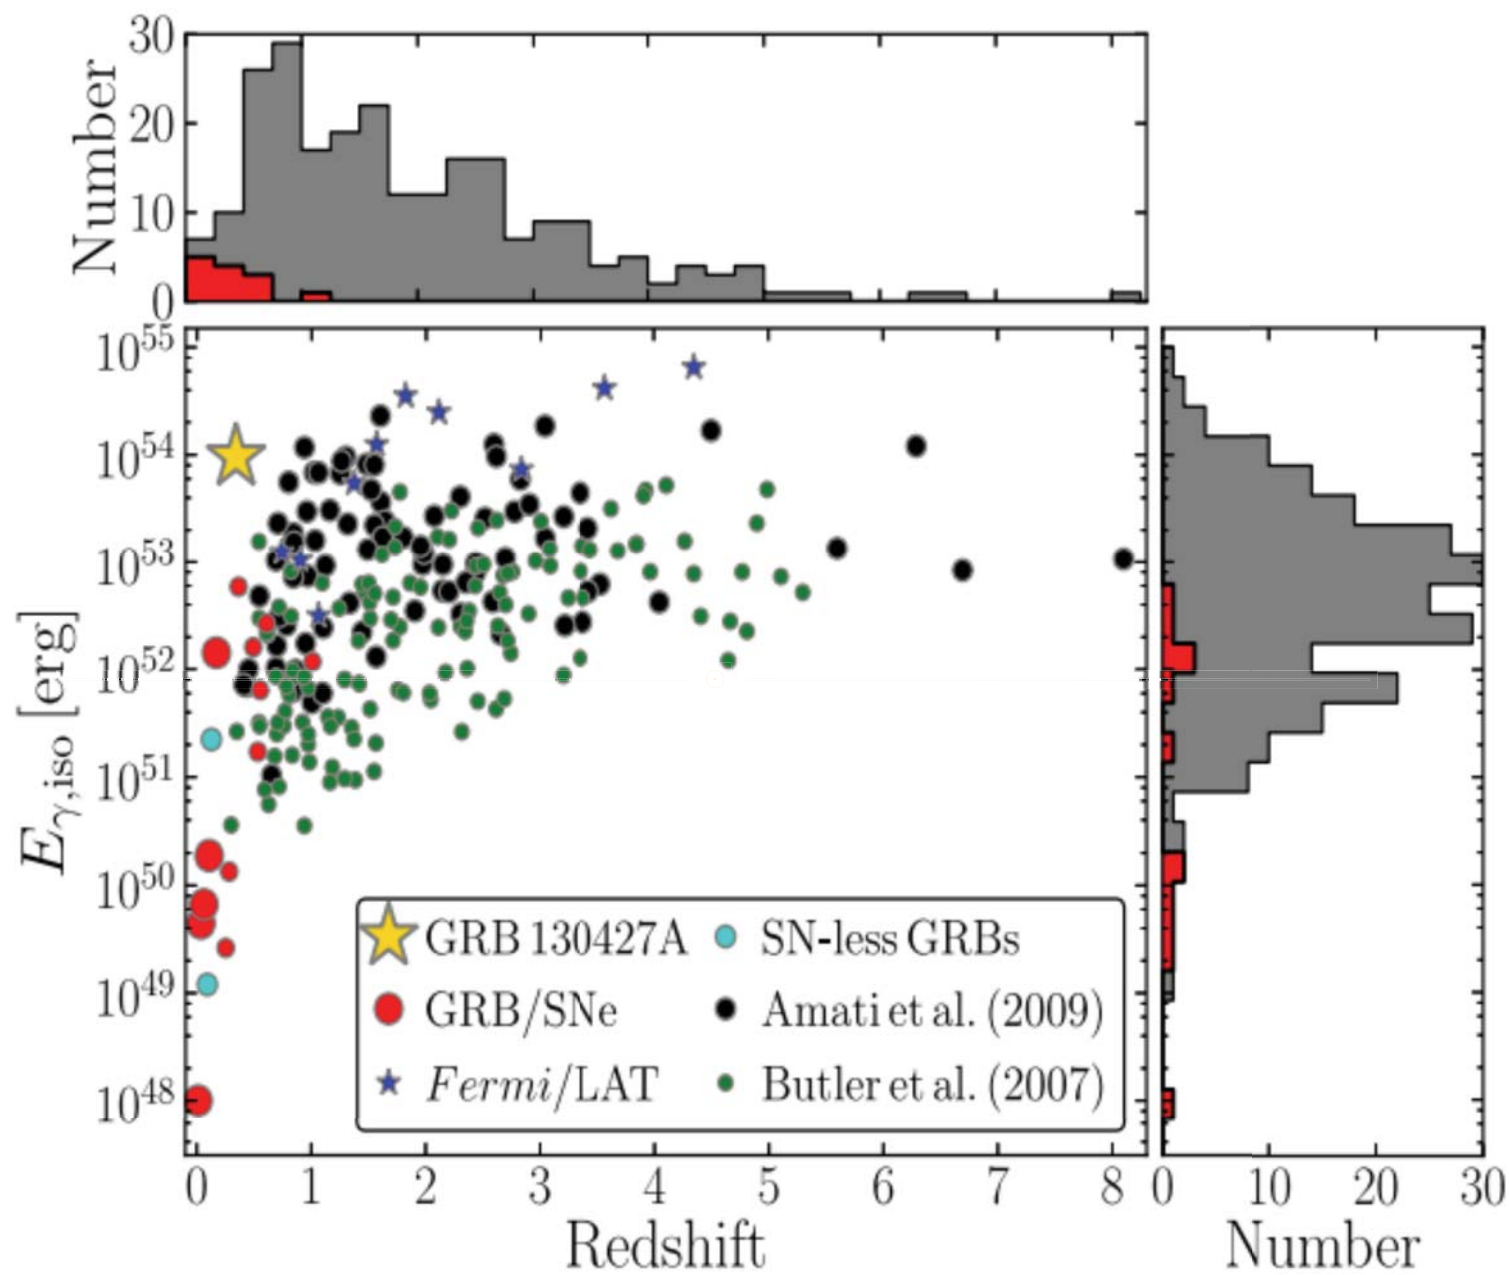 30
20
10
0
Number
10^55
10^54
10^53
10^52
10^51
10^50
10^49
10^48
E_γ,iso [erg]
GRB 130427A
SN-less GRBs
GRB/SNe
Amati et al. (2009)
Fermi/LAT
Butler et al. (2007)
0 1 2 3 4 5 6 7 8
Redshift
0 10 20 30
Number